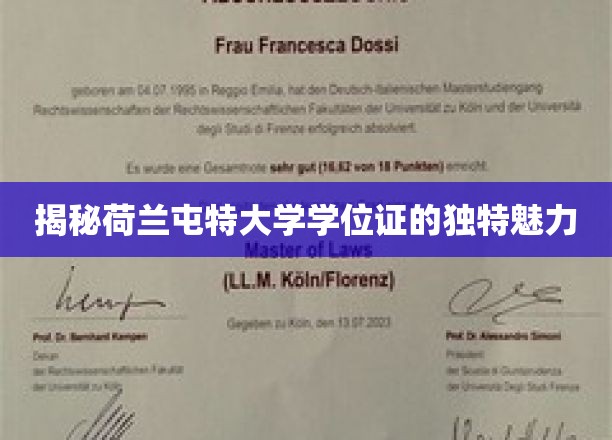 Frau Francesca Dossi
geboren am 04.07.1995 in Reggio Emilia, hat den Deutsch-Italienischen Masterstudiengang
Rechtswissenschaften der Rechtswissenschaftlichen Fakultäten der Universität zu Köln und der Università
degli Studi di Firenze erfolgreich absolviert.
Es wurde eine Gesamtnote sehr gut (16,62 von 18 Punkten) erreicht.
揭秘荷兰屯特大学学位证的独特魅力
Master of Laws
(LL.M. Köln/Florenz)
Gegeben zu Köln, den 13.07.2023
Prof. Dr. Bernhard Kempen
Dekan
der Rechtswissenschaftlichen Fakultät
der Universität zu Köln
Prof. Dr. Alessandro Simoni
Präsident
der Scuola di Giurisprudenza
der Università Degli Studi Firenze